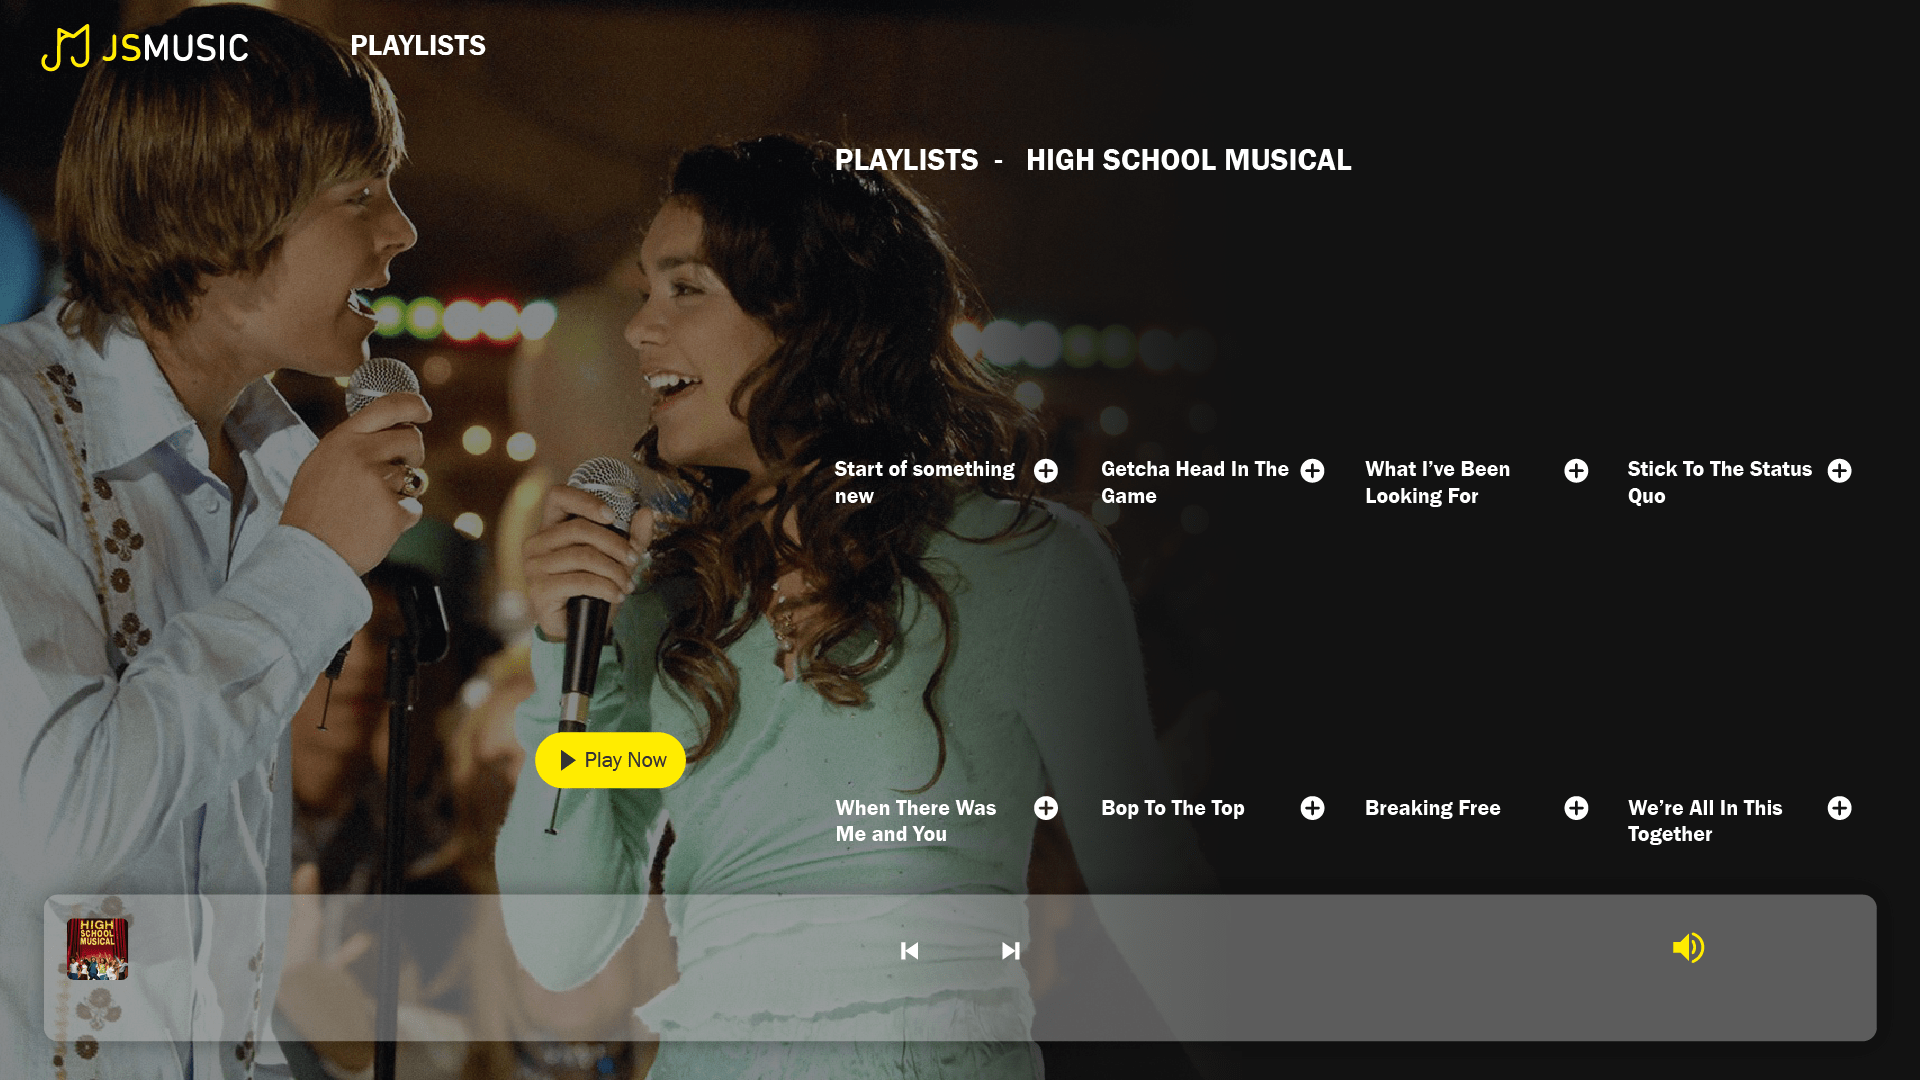 JSMUSIC
PLAYLISTS
PLAYLISTS - HIGH SCHOOL MUSICAL
Start of something
new
Getcha Head In The
Game
What I’ve Been
Looking For
Stick To The Status
Quo
Play Now
When There Was
Me and You
Bop To The Top
Breaking Free
We’re All In This
Together
HIGH
SCHOOL
MUSICAL